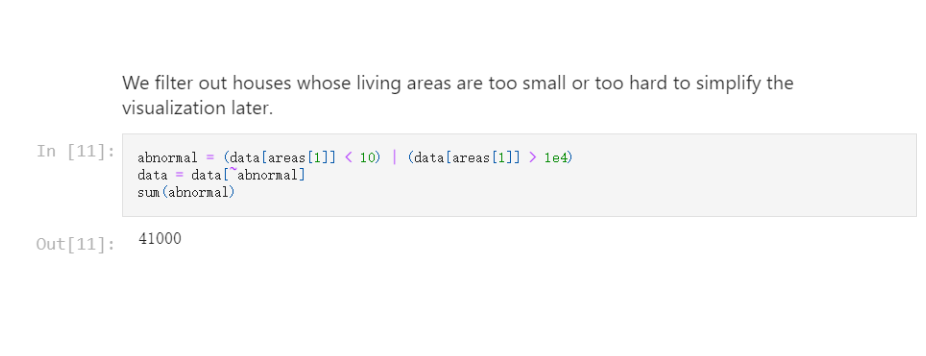 We filter out houses whose living areas are too small or too hard to simplify the
visualization later.
In [11]:
abnormal = (data[areas[1]] < 10) | (data[areas[1]] > 1e4)
data = data[~abnormal]
sum(abnormal)
Out[11]:
41000